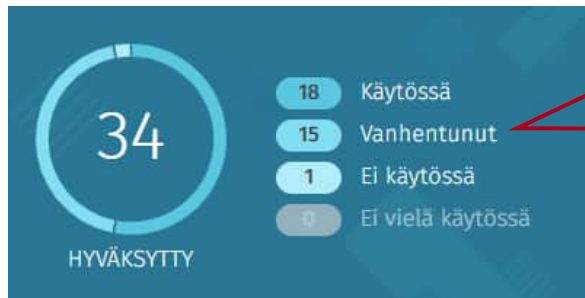 34
HYVÄKSYTTY
18 Käytössä
15 Vanhentunut
1 Ei käytössä
0 Ei vielä käytössä